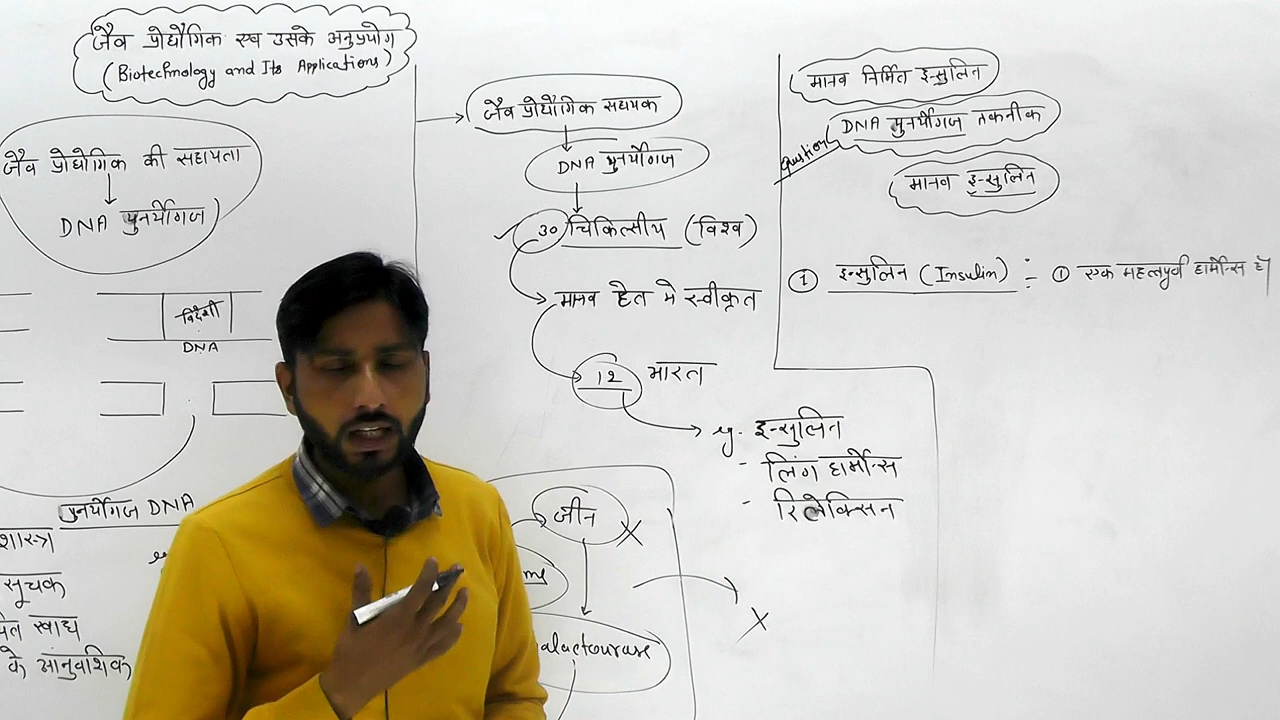 जैव प्रोद्यौगिक एव उसके अनुप्रयोग
(Biotechnology and Its Applications)
जैव प्रोद्योगिक की सहायता
DNA पुनर्योगज
विदेशी
DNA
पुनर्योगज DNA
शास्त्र
सूचक
खाद्य
के आनुवांशिक
जैव प्रोद्यौगिक सहायक
DNA पुनर्योगज
30 चिकित्सीय (विश्व)
मानव हेत मे स्वीकृत
12 भारत
eg. इन्सुलिन
- लिंग हार्मोन्स
- रिलेक्सिन
जीन X
X
alactourase
मानव निर्मित इन्सुलिन
DNA पुनर्योगज तकनीक
Question
मानव इन्सुलिन
① इन्सुलिन (Insulin) ÷ ① एक महत्वपूर्ण हार्मोन्स है